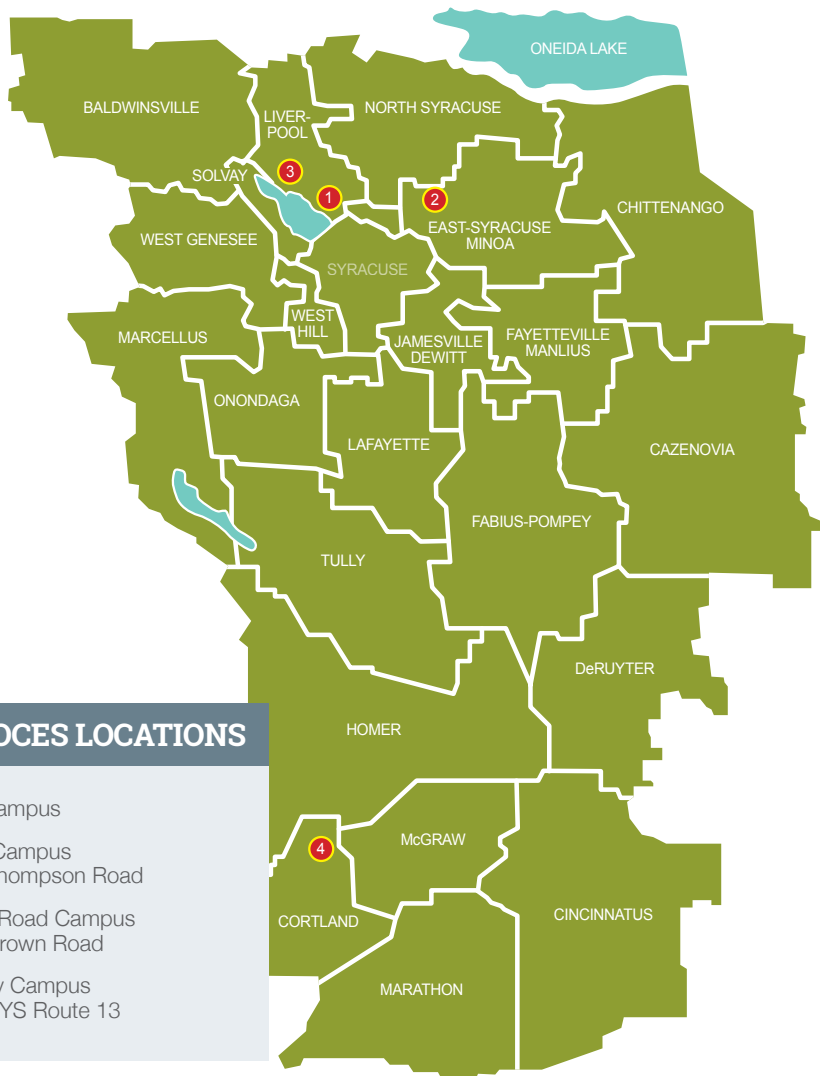 ONEIDA LAKE
BALDWINSVILLE
LIVER-
POOL
NORTH SYRACUSE
SOLVAY
3
1
2
CHITTENANGO
WEST GENESEE
EAST-SYRACUSE
MINOA
SYRACUSE
WEST
HILL
MARCELLUS
JAMESVILLE
DEWITT
FAYETTEVILLE
MANLIUS
ONONDAGA
LAFAYETTE
CAZENOVIA
FABIUS-POMPEY
TULLY
DeRUYTER
HOMER
OCES LOCATIONS
ampus
Campus
hompson Road
Road Campus
rown Road
y Campus
YS Route 13
4
McGRAW
CORTLAND
CINCINNATUS
MARATHON